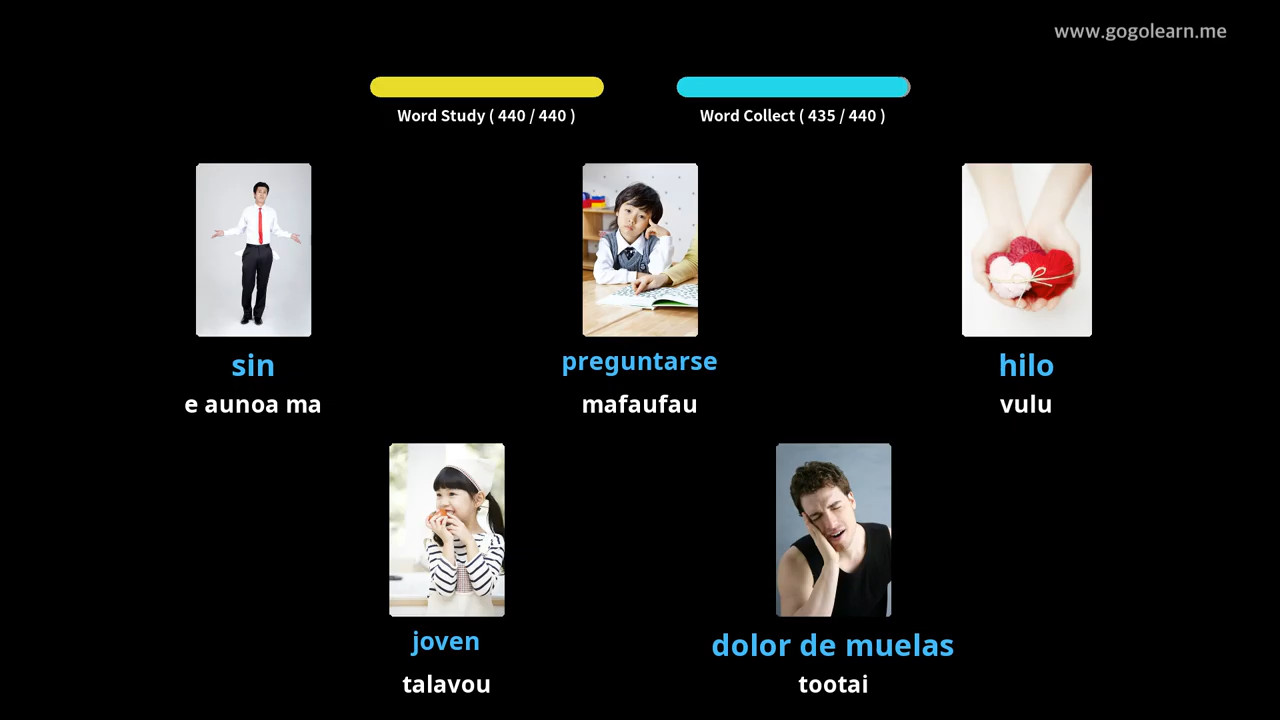 www.gogolearn.me
Word Study ( 440 / 440 )
Word Collect ( 435 / 440 )
sin
e aunoa ma
preguntarse
mafaufau
hilo
vulu
joven
talavou
dolor de muelas
tootai